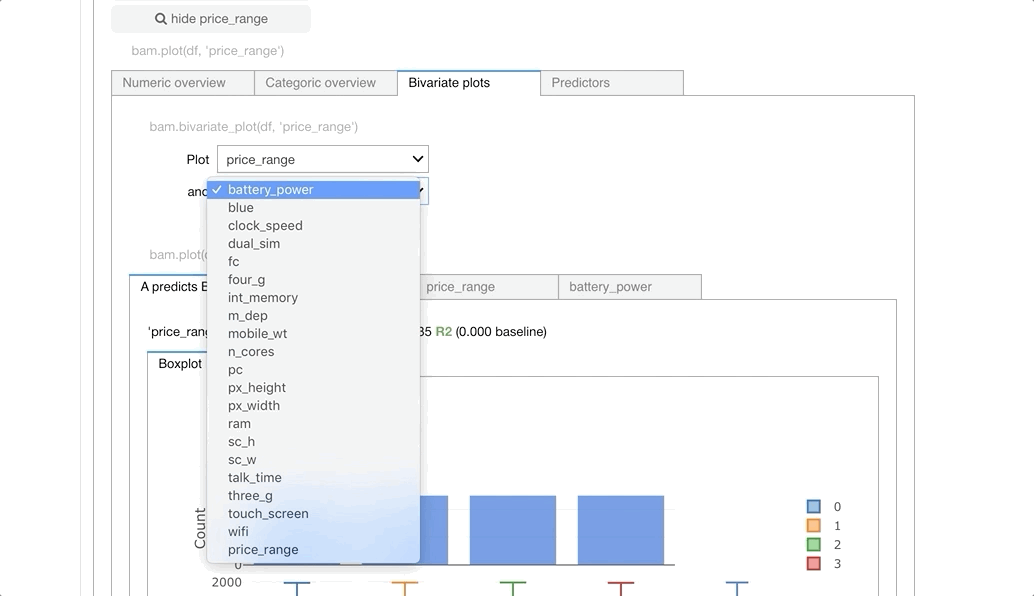 hide price_range
bam.plot(df, 'price_range')
Numeric overview
Categoric overview
Bivariate plots
Predictors
bam.bivariate_plot(df, 'price_range')
Plot
price_range
and
✓ battery_power
blue
clock_speed
dual_sim
fc
four_g
int_memory
m_dep
mobile_wt
n_cores
pc
px_height
px_width
ram
sc_h
sc_w
talk_time
three_g
touch_screen
wifi
price_range
bam.plot(
A predicts
price_range
battery_power
R2 (0.000 baseline)
Boxplot
Count
0
1
2
3
0
2000